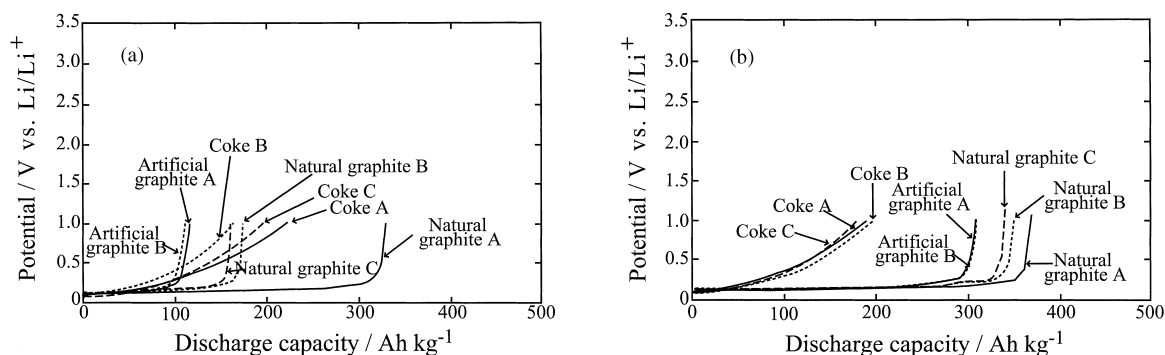 3.5
3.0
2.5
2.0
1.5
1.0
0.5
0
Potential / V vs. Li/Li+
(a)
Coke B
Artificial
graphite A
Natural graphite B
Coke C
Coke A
Artificial
graphite B
Natural
graphite A
Natural graphite C
0 100 200 300 400 500
Discharge capacity / Ah kg-1
3.5
3.0
2.5
2.0
1.5
1.0
0.5
0
Potential / V vs. Li/Li+
(b)
Natural graphite C
Coke B
Artificial
graphite A
Natural
graphite B
Coke A
Coke C
Artificial
graphite B
Natural
graphite A
0 100 200 300 400 500
Discharge capacity / Ah kg-1